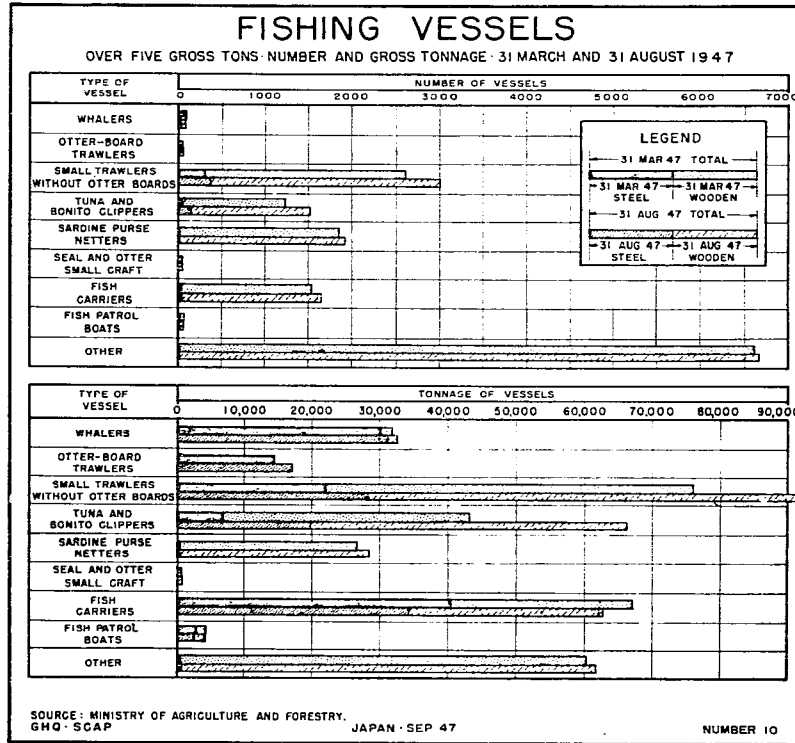 FISHING VESSELS
OVER FIVE GROSS TONS·NUMBER AND GROSS TONNAGE·31 MARCH AND 31 AUGUST 1947
TYPE OF VESSEL
NUMBER OF VESSELS
0 1000 2000 3000 4000 5000 6000 7000
WHALERS
OTTER-BOARD
TRAWLERS
SMALL TRAWLERS
WITHOUT OTTER BOARDS
TUNA AND
BONITO CLIPPERS
SARDINE PURSE
NETTERS
SEAL AND OTTER
SMALL CRAFT
FISH
CARRIERS
FISH PATROL
BOATS
OTHER
LEGEND
31 MAR 47 TOTAL
31 MAR 47 STEEL
31 MAR 47 WOODEN
31 AUG 47 TOTAL
31 AUG 47 STEEL
31 AUG 47 WOODEN
TYPE OF VESSEL
TONNAGE OF VESSELS
0 10,000 20,000 30,000 40,000 50,000 60,000 70,000 80,000 90,000
WHALERS
OTTER-BOARD
TRAWLERS
SMALL TRAWLERS
WITHOUT OTTER BOARDS
TUNA AND
BONITO CLIPPERS
SARDINE PURSE
NETTERS
SEAL AND OTTER
SMALL CRAFT
FISH
CARRIERS
FISH PATROL
BOATS
OTHER
SOURCE: MINISTRY OF AGRICULTURE AND FORESTRY.
GHQ·SCAP JAPAN·SEP 47 NUMBER 10